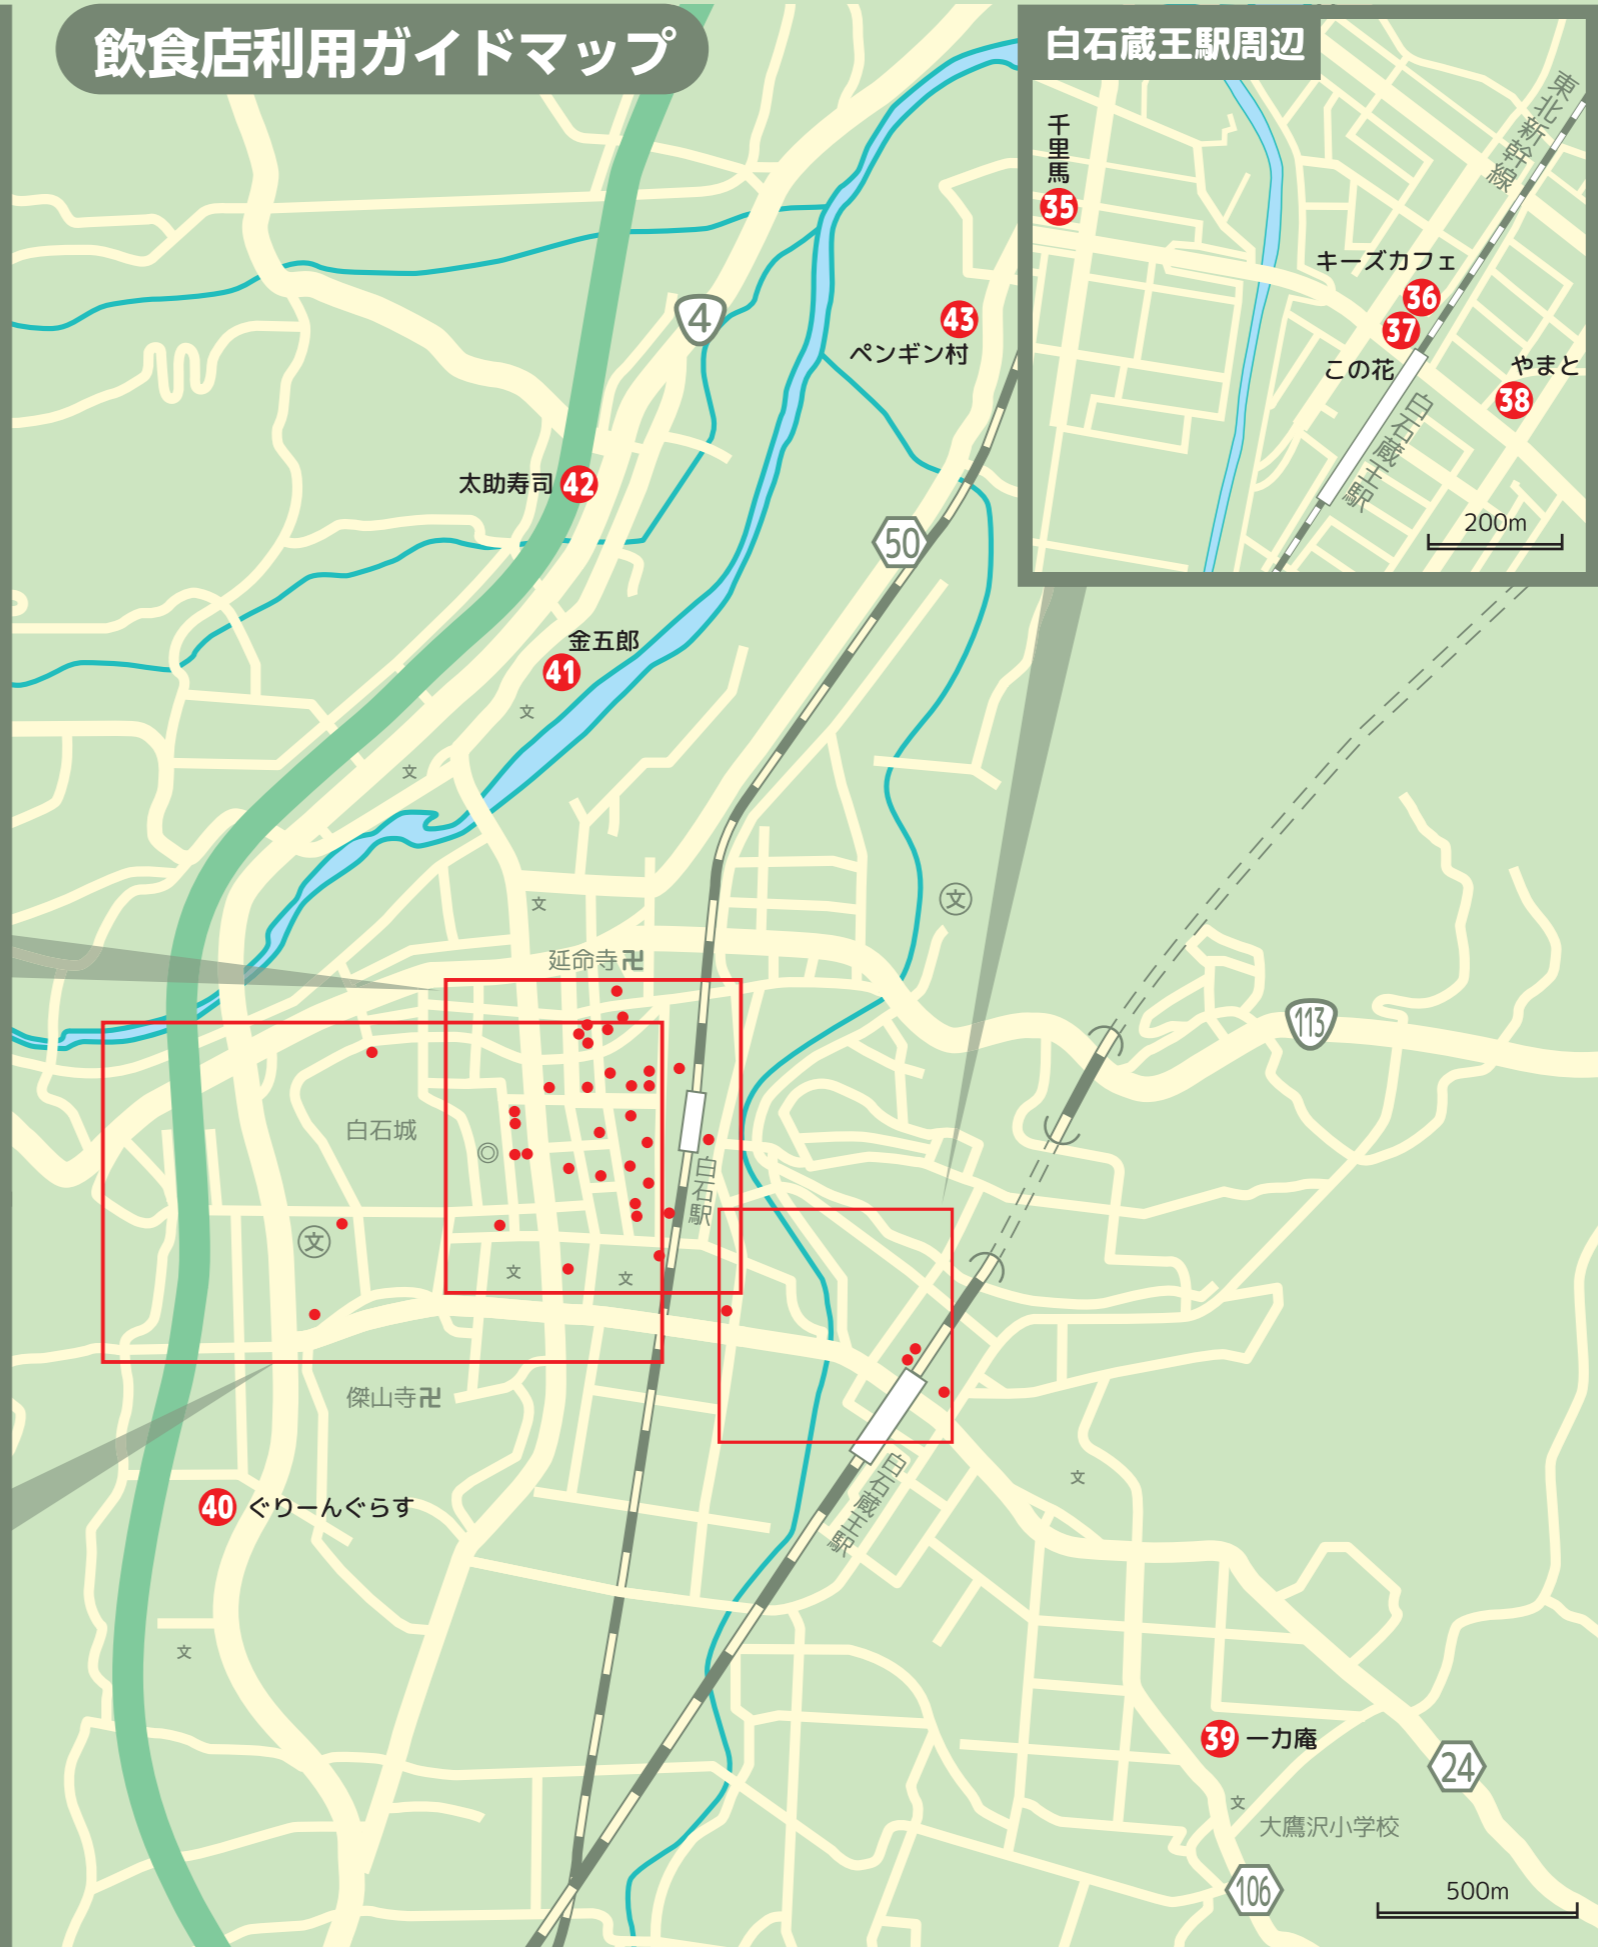 飲食店利用ガイドマップ
白石蔵王駅周辺
千里馬
35
東北新幹線
キーズカフェ
36
37
この花
やまと
38
白石蔵王駅
200m
4
43
ペンギン村
太助寿司 42
50
金五郎
41
文
文
文
文
延命寺卍
113
白石城
◎
白石駅
文
文
文
傑山寺卍
白石蔵王駅
文
40 ぐりーんぐらす
文
39 一力庵
24
文
大鷹沢小学校
106
500m